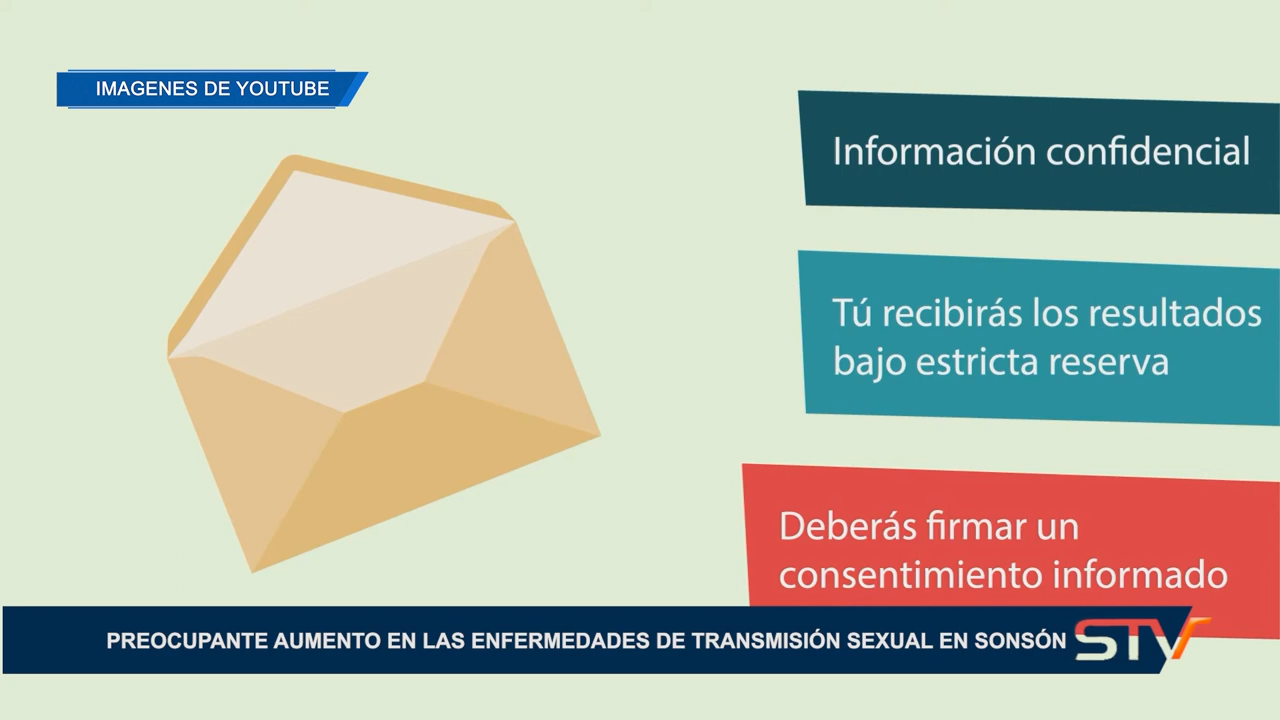 IMAGENES DE YOUTUBE
Información confidencial
Tú recibirás los resultados
bajo estricta reserva
Deberás firmar un
consentimiento informado
PREOCUPANTE AUMENTO EN LAS ENFERMEDADES DE TRANSMISIÓN SEXUAL EN SONSÓN
STV